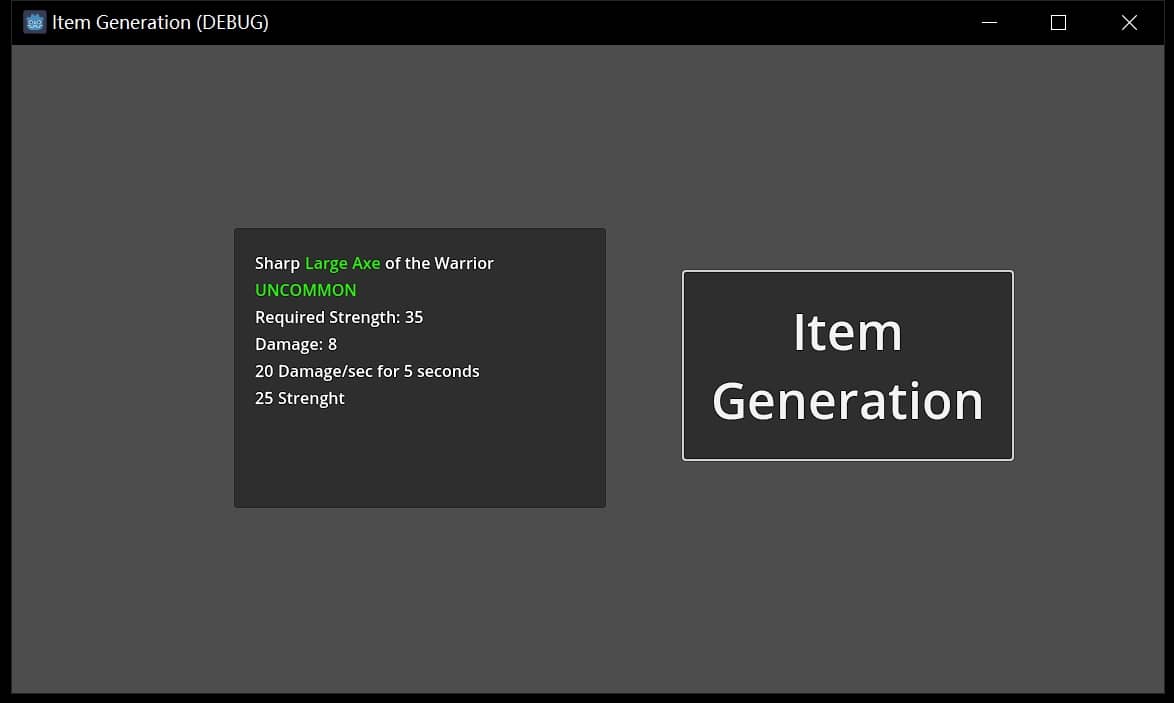 Item Generation (DEBUG)
Sharp Large Axe of the Warrior
UNCOMMON
Required Strength: 35
Damage: 8
20 Damage/sec for 5 seconds
25 Strenght
Item
Generation